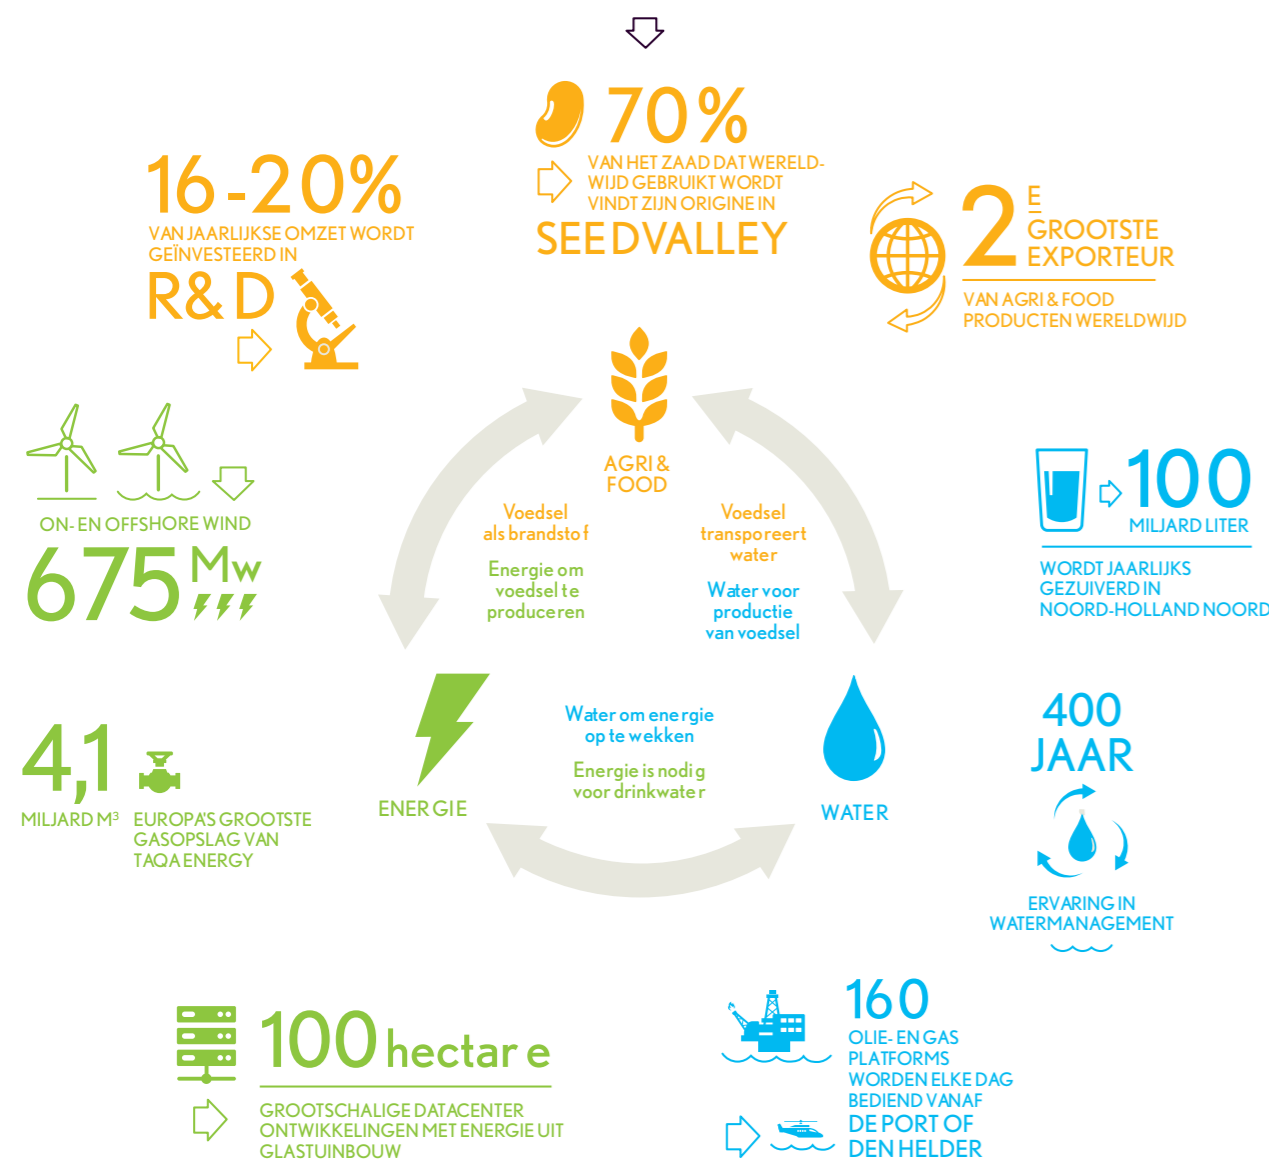 70%
VAN HET ZAAD DAT WERELD-
WIJD GEBRUIKT WORDT
VINDT ZIJN ORIGINE IN
SEEDVALLEY
16-20%
VAN JAARLIJKSE OMZET WORDT
GEÏNVESTEERD IN
R&D
2E
GROOTSTE
EXPORTEUR
VAN AGRI & FOOD
PRODUCTEN WERELDWIJD
AGRI &
FOOD
Voedsel
als brandstof
Energie om
voedsel te
produceren
Voedsel
transporeert
water
Water voor
productie
van voedsel
ON- EN OFFSHORE WIND
675 Mw
100
MILJARD LITER
WORDT JAARLIJKS
GEZUIVERD IN
NOORD-HOLLAND NOORD
4,1
MILJARD M³
EUROPA'S GROOTSTE
GASOPSLAG VAN
TAQA ENERGY
ENERGIE
Water om energie
op te wekken
Energie is nodig
voor drinkwater
WATER
400
JAAR
ERVARING IN
WATERMANAGEMENT
100 hectare
GROOTSCHALIGE DATACENTER
ONTWIKKELINGEN MET ENERGIE UIT
GLASTUINBOUW
160
OLIE- EN GAS
PLATFORMS
WORDEN ELKE DAG
BEDIEND VANAF
DE PORT OF
DEN HELDER